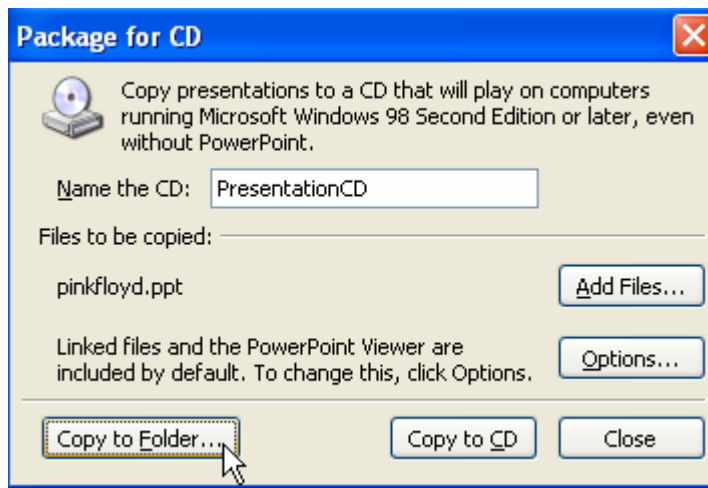 Package for CD
Copy presentations to a CD that will play on computers
running Microsoft Windows 98 Second Edition or later, even
without PowerPoint.
Name the CD: PresentationCD
Files to be copied:
pinkfloyd.ppt Add Files...
Linked files and the PowerPoint Viewer are
included by default. To change this, click Options. Options...
Copy to Folder... Copy to CD Close